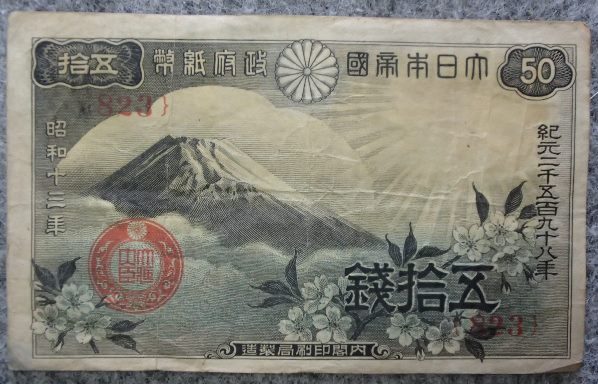 大日本帝國政府紙幣
50
五拾
823}
紀元二千五百九十八年
昭和十三年
五拾錢
823}
內閣印刷局製造